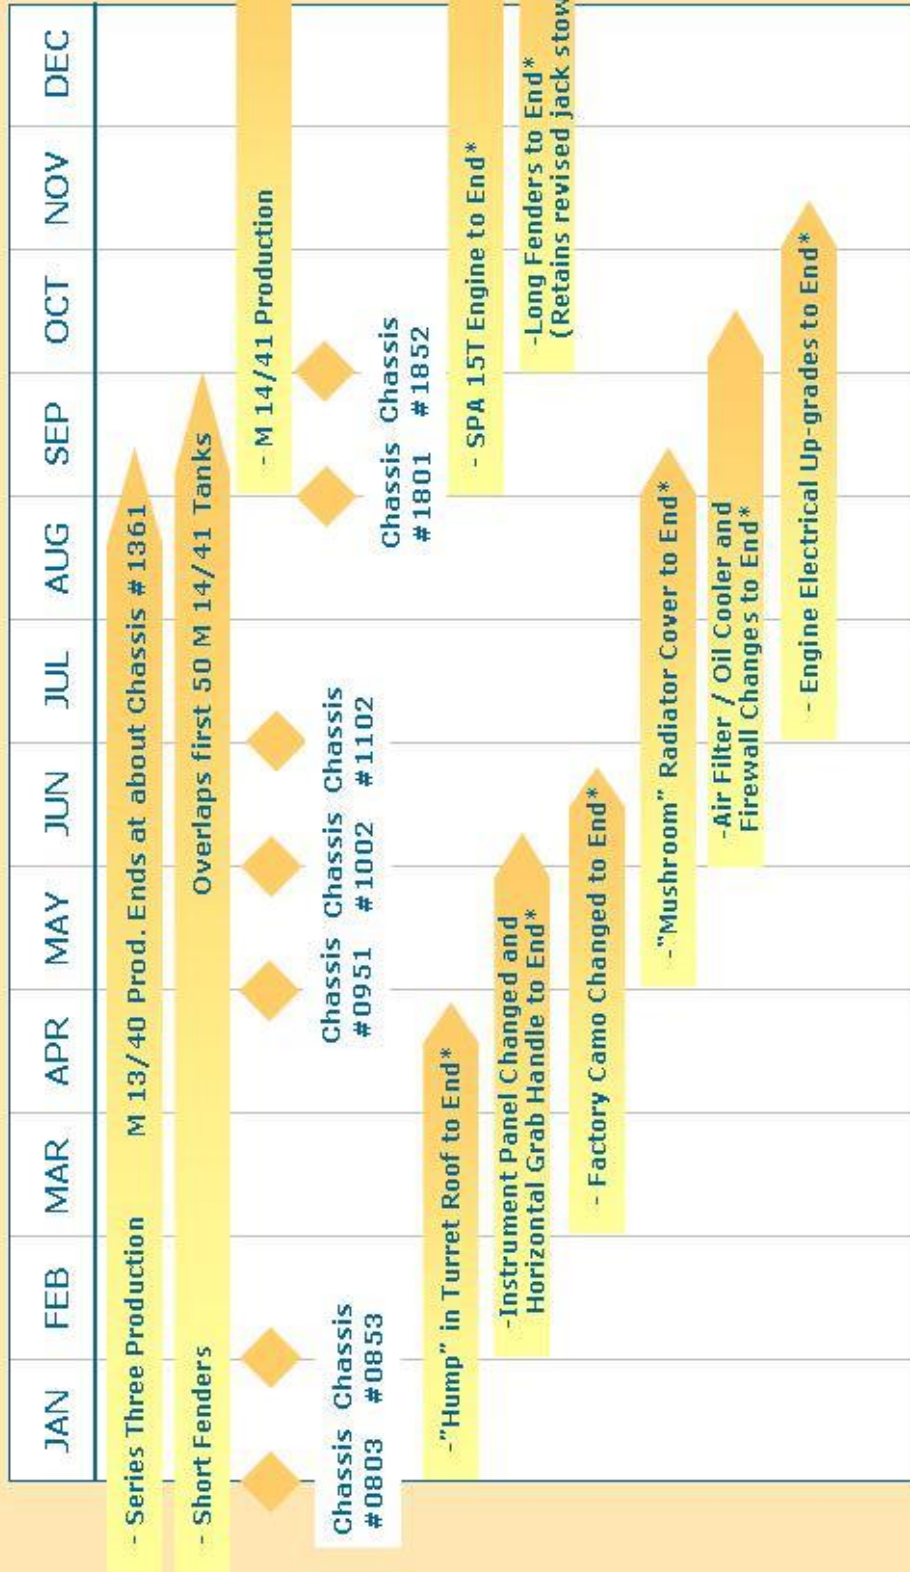 JAN FEB MAR APR MAY JUN JUL AUG SEP OCT NOV DEC
- Series Three Production M 13/40 Prod. Ends at about Chassis #1361
- Short Fenders Overlaps first 50 M 14/41 Tanks
- M 14/41 Production
Chassis Chassis
#0803 #0853
Chassis Chassis Chassis
#0951 #1002 #1102
Chassis Chassis
#1801 #1852
-"Hump" in Turret Roof to End*
- SPA 15T Engine to End*
-Instrument Panel Changed and
Horizontal Grab Handle to End*
-Long Fenders to End*
(Retains revised jack stow
- Factory Camo Changed to End*
-"Mushroom" Radiator Cover to End*
-Air Filter / Oil Cooler and
Firewall Changes to End*
- Engine Electrical Up-grades to End*